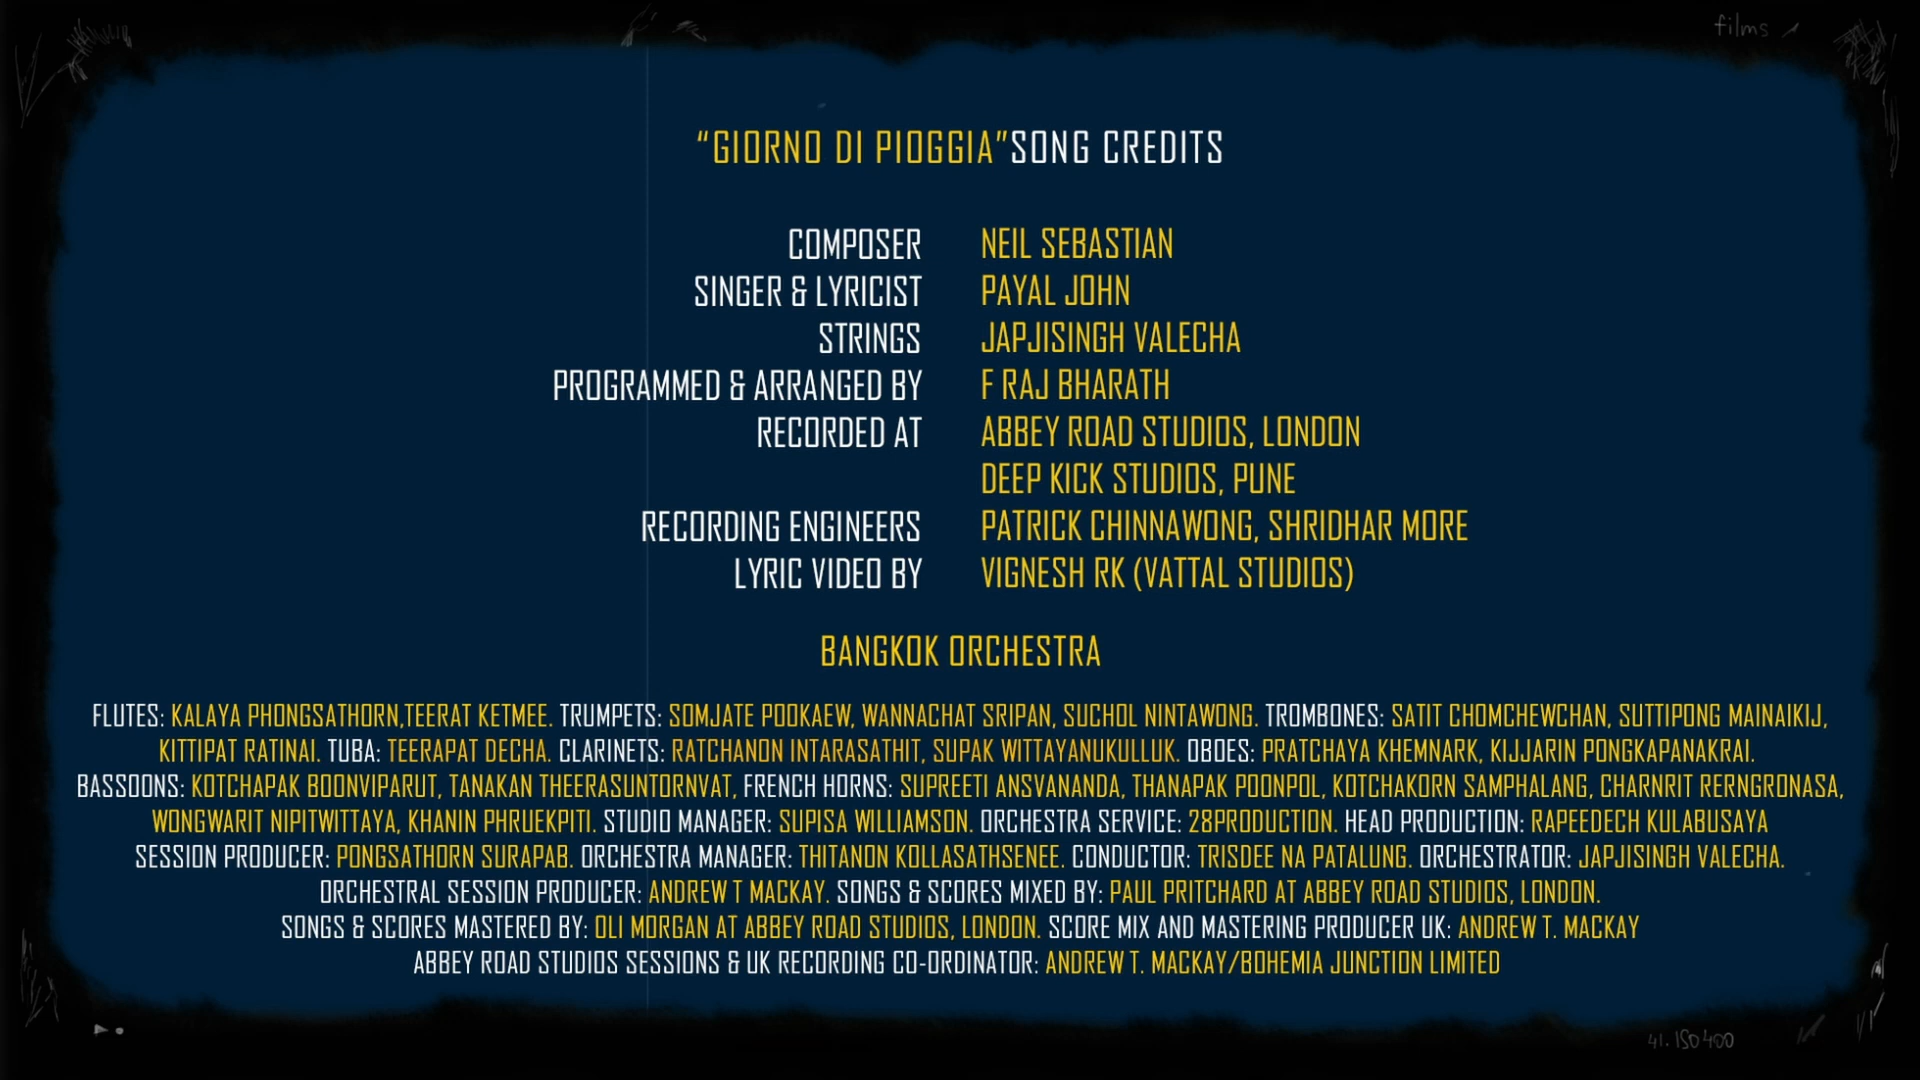 films
“GIORNO DI PIOGGIA”SONG CREDITS
COMPOSER NEIL SEBASTIAN
SINGER & LYRICIST PAYAL JOHN
STRINGS JAPJISINGH VALECHA
PROGRAMMED & ARRANGED BY F RAJ BHARATH
RECORDED AT ABBEY ROAD STUDIOS, LONDON
DEEP KICK STUDIOS, PUNE
RECORDING ENGINEERS PATRICK CHINNAWONG, SHRIDHAR MORE
LYRIC VIDEO BY VIGNESH RK (VATTAL STUDIOS)
BANGKOK ORCHESTRA
FLUTES: KALAYA PHONGSATHORN,TEERAT KETMEE. TRUMPETS: SOMJATE POOKAEW, WANNACHAT SRIPAN, SUCHOL NINTAWONG. TROMBONES: SATIT CHOMCHEWCHAN, SUTTIPONG MAINAIKIJ,
KITTIPAT RATINAI. TUBA: TEERAPAT DECHA. CLARINETS: RATCHANON INTARASATHIT, SUPAK WITTAYANUKULLUK. OBOES: PRATCHAYA KHEMNARK, KIJJARIN PONGKAPANAKRAI.
BASSOONS: KOTCHAPAK BOONVIPARUT, TANAKAN THEERASUNTORNVAT, FRENCH HORNS: SUPREETI ANSVANANDA, THANAPAK POONPOL, KOTCHAKORN SAMPHALANG, CHARNRIT RERNGRONASA,
WONGWARIT NIPITWITTAYA, KHANIN PHRUEKPITI. STUDIO MANAGER: SUPISA WILLIAMSON. ORCHESTRA SERVICE: 28PRODUCTION. HEAD PRODUCTION: RAPEEDECH KULABUSAYA
SESSION PRODUCER: PONGSATHORN SURAPAB. ORCHESTRA MANAGER: THITANON KOLLASATHSENEE. CONDUCTOR: TRISDEE NA PATALUNG. ORCHESTRATOR: JAPJISINGH VALECHA.
ORCHESTRAL SESSION PRODUCER: ANDREW T MACKAY. SONGS & SCORES MIXED BY: PAUL PRITCHARD AT ABBEY ROAD STUDIOS, LONDON.
SONGS & SCORES MASTERED BY: OLI MORGAN AT ABBEY ROAD STUDIOS, LONDON. SCORE MIX AND MASTERING PRODUCER UK: ANDREW T. MACKAY
ABBEY ROAD STUDIOS SESSIONS & UK RECORDING CO-ORDINATOR: ANDREW T. MACKAY/BOHEMIA JUNCTION LIMITED
41. ISO 400